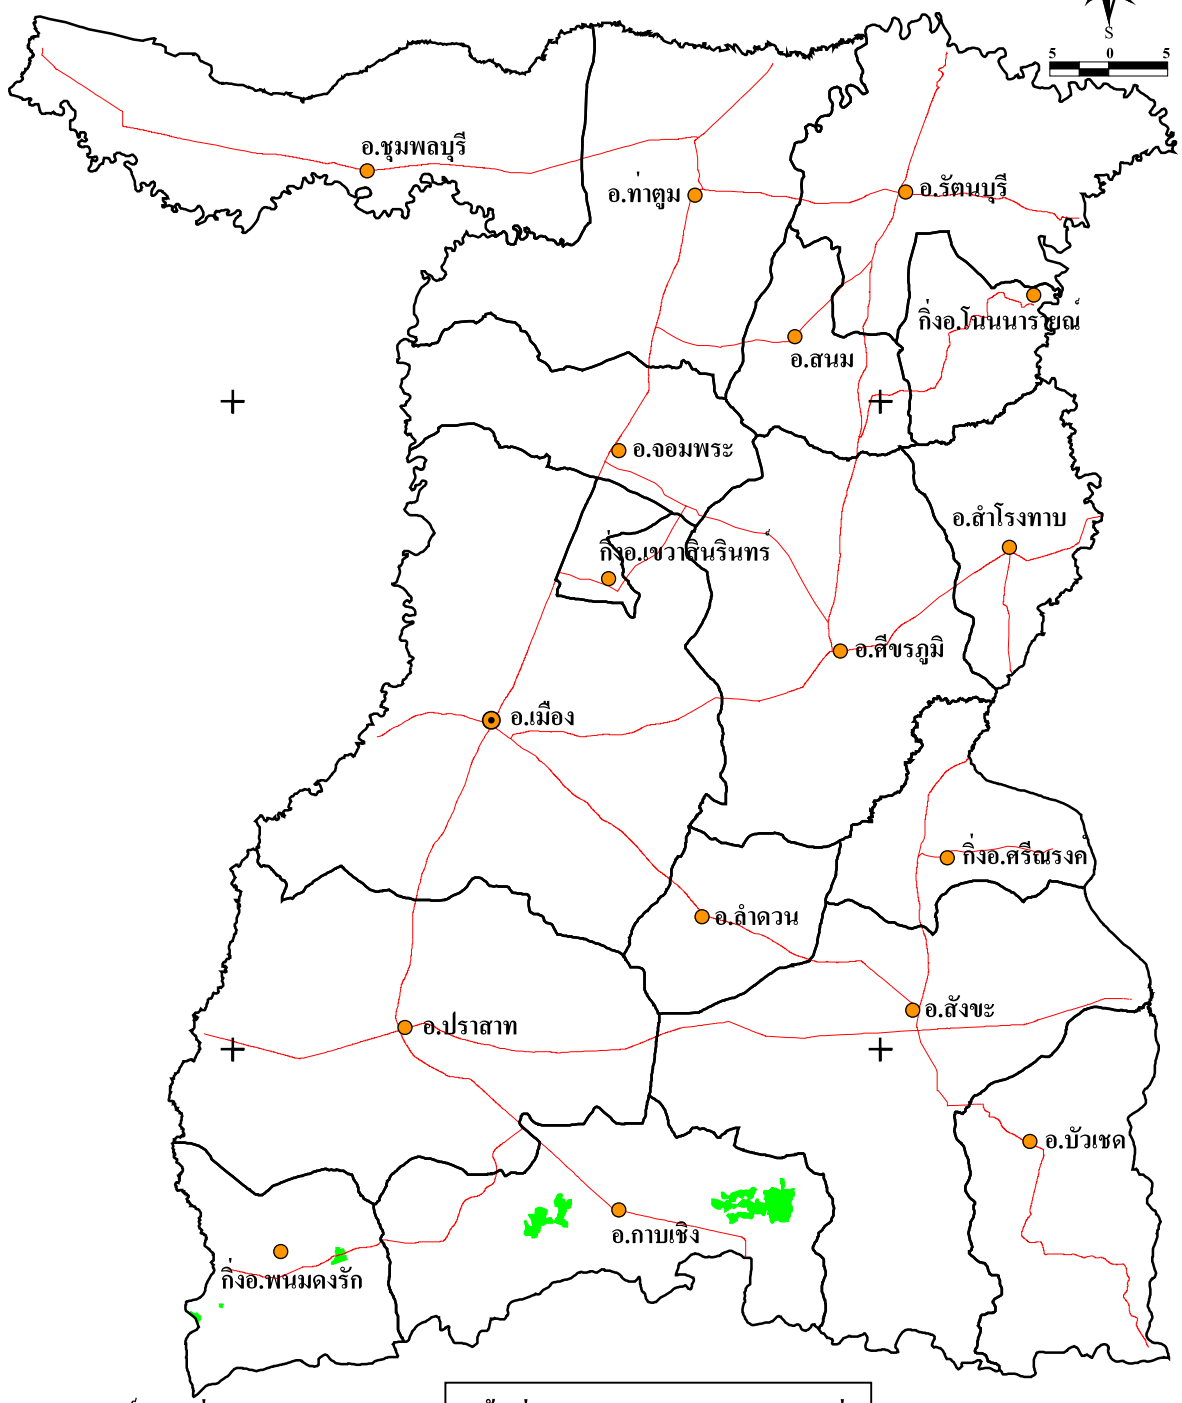 S
5 0 5
อ.ชุมพลบุรี
อ.ท่าตูม
อ.รัตนบุรี
กิ่งอ.โนนนารายณ์
อ.สนม
อ.จอมพระ
อ.สำโรงทาบ
กิ่งอ.เขวาสินรินทร์
อ.ศีขรภูมิ
อ.เมือง
กิ่งอ.ศรีณรงค์
อ.ลำดวน
อ.สังขะ
อ.ปราสาท
อ.บัวเชด
อ.กาบเชิง
กิ่งอ.พนมดงรัก